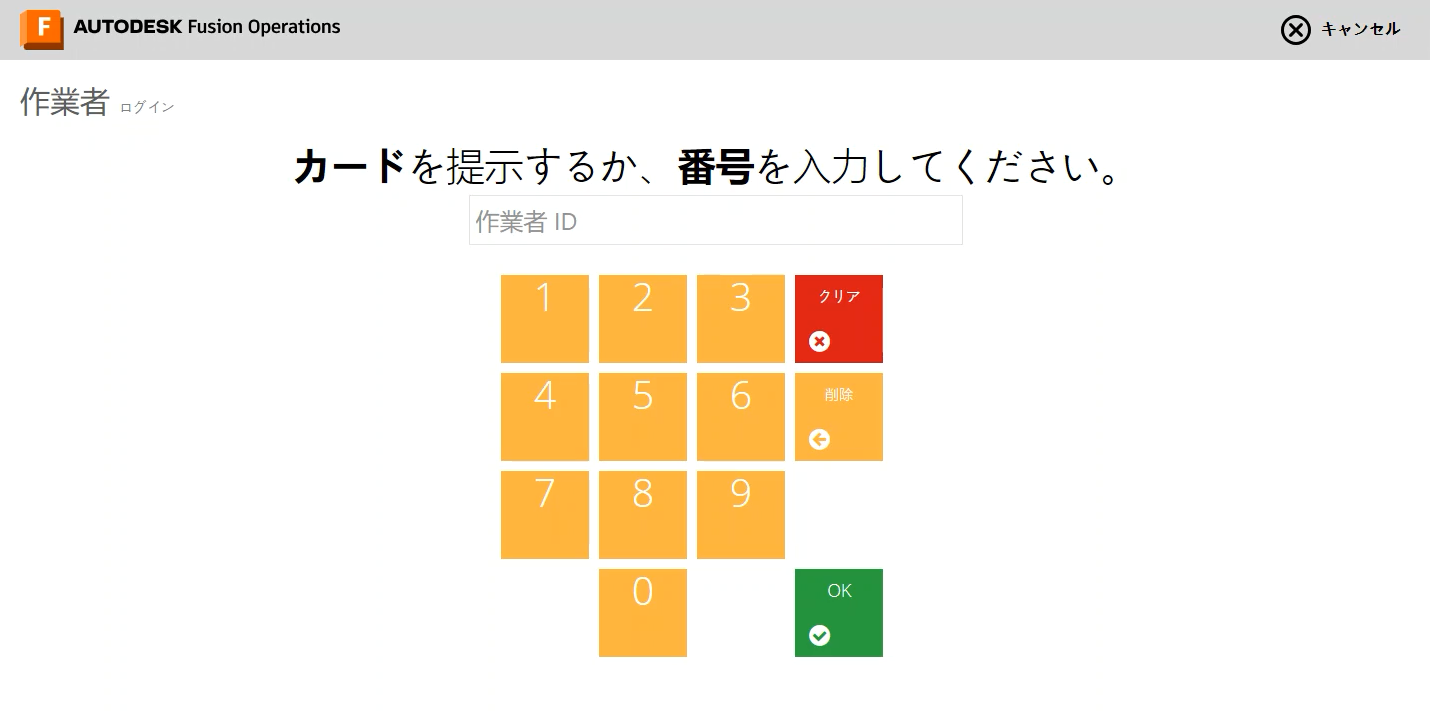 F AUTODESK Fusion Operations キャンセル
作業者 ログイン
カードを提示するか、番号を入力してください。
作業者 ID
1 2 3 クリア
4 5 6 削除
7 8 9
0 OK